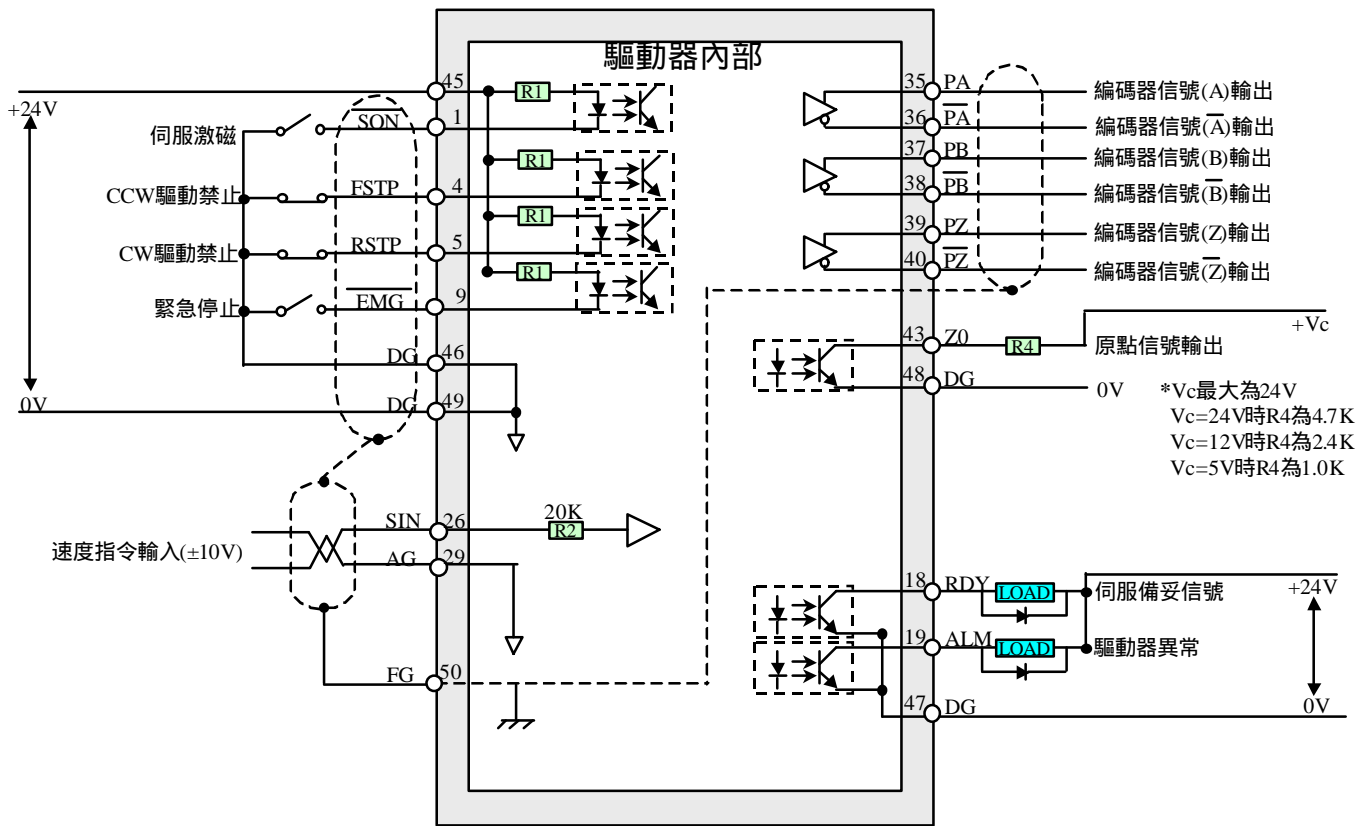 驅動器內部
+24V
45
R1
伺服激磁
S̅O̅N̅
1
R1
CCW驅動禁止
FSTP
4
R1
CW驅動禁止
RSTP
5
R1
緊急停止
E̅M̅G̅
9
DG
46
0V
DG
49
速度指令輸入(±10V)
SIN
26
20K
R2
AG
29
FG
50
35
PA
編碼器信號(A)輸出
36
P̅A̅
編碼器信號(A̅)輸出
37
PB
編碼器信號(B)輸出
38
P̅B̅
編碼器信號(B̅)輸出
39
PZ
編碼器信號(Z)輸出
40
P̅Z̅
編碼器信號(Z̅)輸出
43
Z0
R4
+Vc
原點信號輸出
48
DG
0V
*Vc最大為24V
Vc=24V時R4為4.7K
Vc=12V時R4為2.4K
Vc=5V時R4為1.0K
18
RDY
LOAD
伺服備妥信號
+24V
19
ALM
LOAD
驅動器異常
47
DG
0V